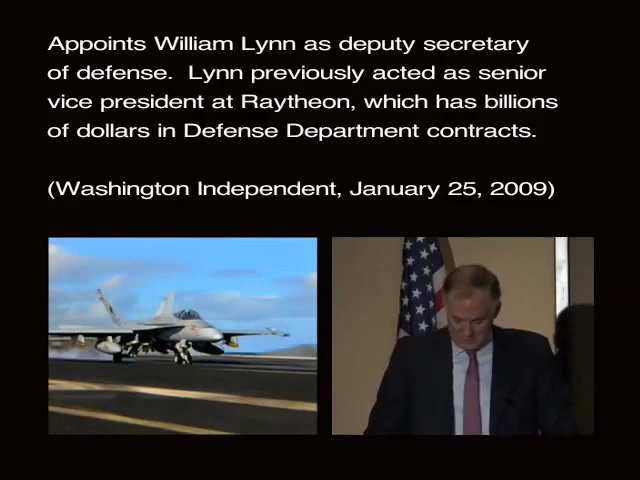 Appoints William Lynn as deputy secretary
of defense.  Lynn previously acted as senior
vice president at Raytheon, which has billions
of dollars in Defense Department contracts.
(Washington Independent, January 25, 2009)